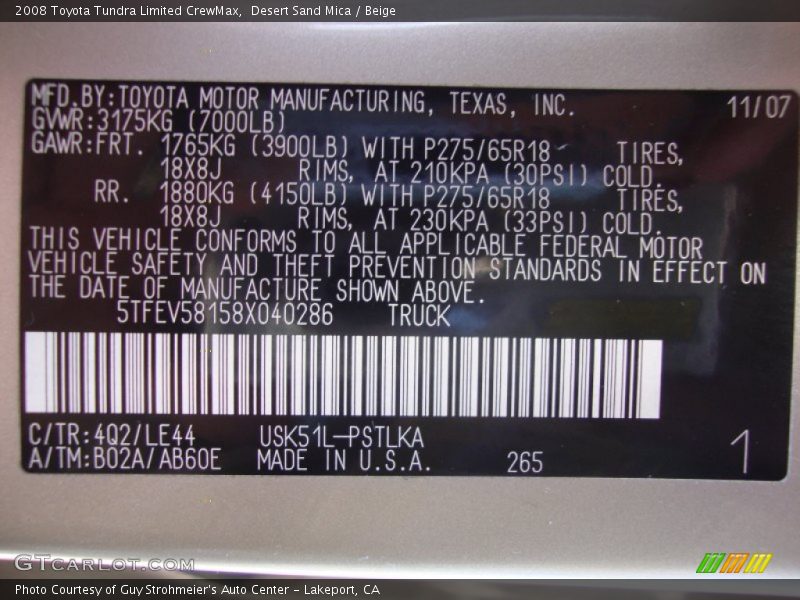 2008 Toyota Tundra Limited CrewMax, Desert Sand Mica / Beige
MFD.BY:TOYOTA MOTOR MANUFACTURING, TEXAS, INC. 11/07
GVWR:3175KG (7000LB)
GAWR:FRT. 1765KG (3900LB) WITH P275/65R18 TIRES,
18X8J RIMS, AT 210KPA (30PSI) COLD.
RR. 1880KG (4150LB) WITH P275/65R18 TIRES,
18X8J RIMS, AT 230KPA (33PSI) COLD.
THIS VEHICLE CONFORMS TO ALL APPLICABLE FEDERAL MOTOR
VEHICLE SAFETY AND THEFT PREVENTION STANDARDS IN EFFECT ON
THE DATE OF MANUFACTURE SHOWN ABOVE.
5TFEV58158X040286 TRUCK
C/TR:4Q2/LE44 USK51L-PSTLKA
A/TM:B02A/AB60E MADE IN U.S.A. 265 1
GTCARLOT.COM
Photo Courtesy of Guy Strohmeier's Auto Center - Lakeport, CA